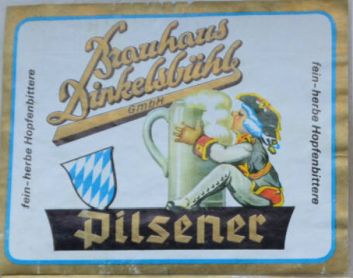 Brauhaus
Dinkelsbühl
GmbH
fein-herbe Hopfenbittere
fein-herbe Hopfenbittere
Pilsener